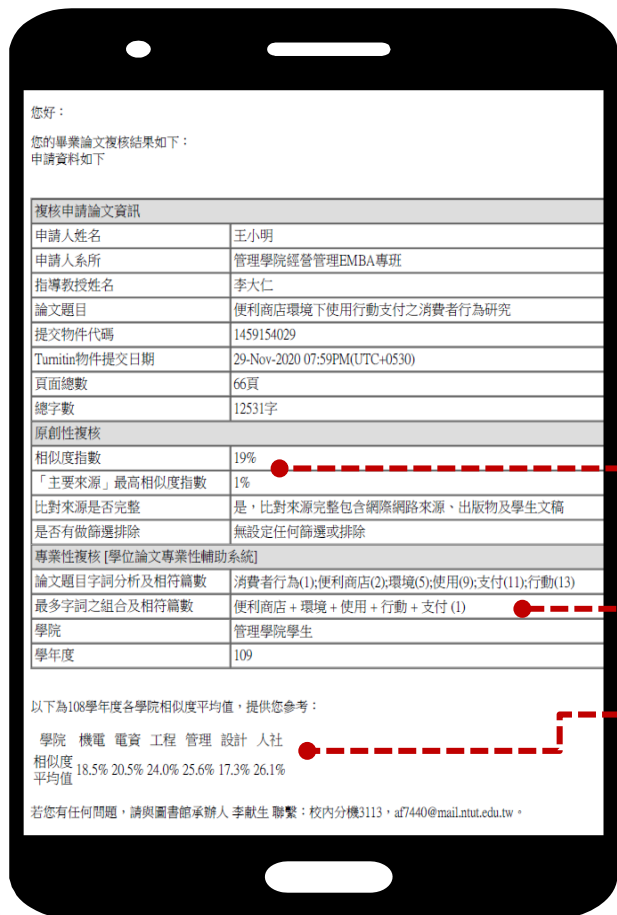 您好：
您的畢業論文複核結果如下：
申請資料如下
複核申請論文資訊
申請人姓名 王小明
申請人系所 管理學院經營管理EMBA專班
指導教授姓名 李大仁
論文題目 便利商店環境下使用行動支付之消費者行為研究
提交物件代碼 1459154029
Turnitin物件提交日期 29-Nov-2020 07:59PM(UTC+0530)
頁面總數 66頁
總字數 12531字
原創性複核
相似度指數 19%
「主要來源」最高相似度指數 1%
比對來源是否完整 是，比對來源完整包含網際網路來源、出版物及學生文稿
是否有做篩選排除 無設定任何篩選或排除
專業性複核 [學位論文專業性輔助系統]
論文題目字詞分析及相符篇數 消費者行為(1);便利商店(2);環境(5);使用(9);支付(11);行動(13)
最多字詞之組合及相符篇數 便利商店 + 環境 + 使用 + 行動 + 支付 (1)
學院 管理學院學生
學年度 109
以下為108學年度各學院相似度平均值，提供您參考：
學院 機電 電資 工程 管理 設計 人社
相似度平均值 18.5% 20.5% 24.0% 25.6% 17.3% 26.1%
若您有任何問題，請與圖書館承辦人 李獻生 聯繫：校內分機3113，af7440@mail.ntut.edu.tw。